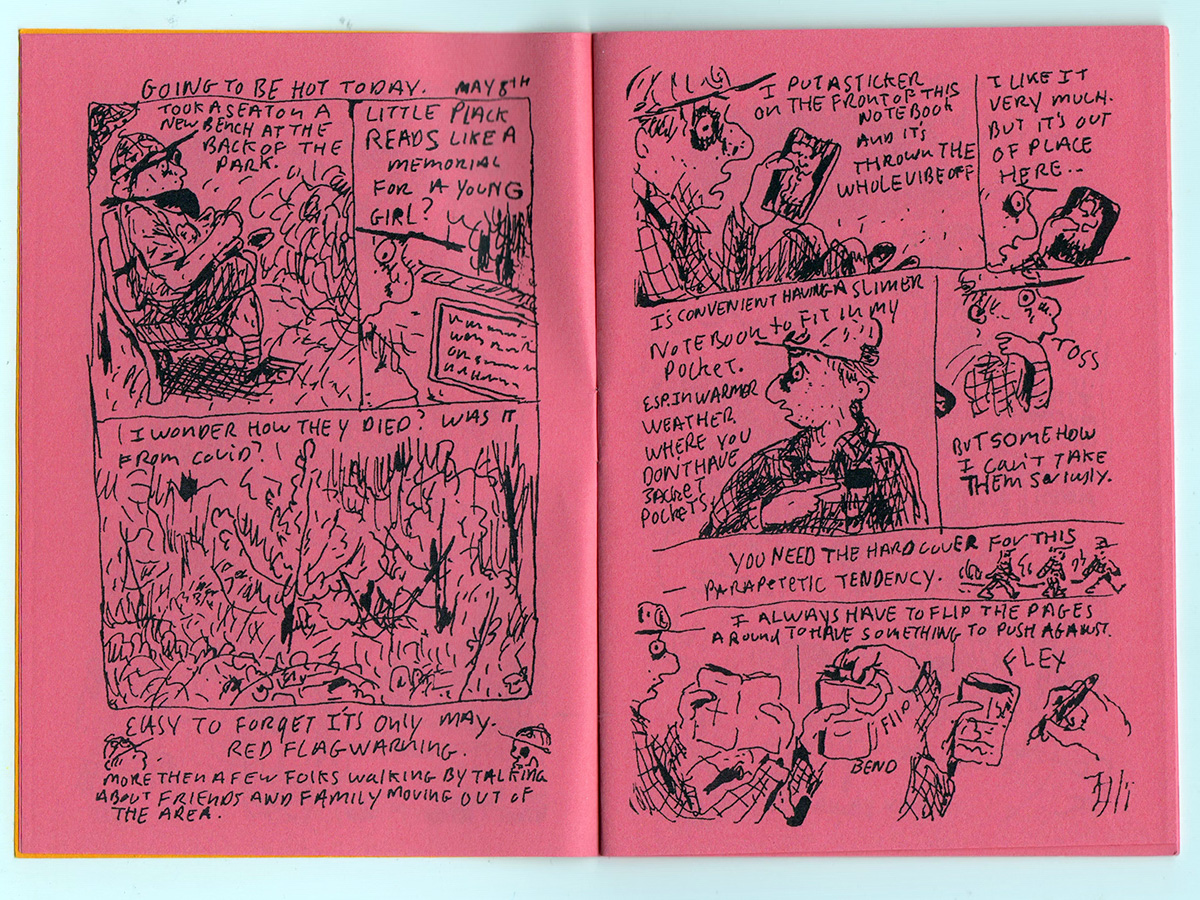 GOING TO BE HOT TODAY.
MAY 8TH
TOOK A SEAT ON A
NEW BENCH AT THE
BACK OF THE
PARK.
LITTLE PLACK
READS LIKE A
MEMORIAL
FOR A YOUNG
GIRL?
I WONDER HOW THEY DIED? WAS IT
FROM COVID?
EASY TO FORGET IT'S ONLY MAY.
RED FLAG WARNING.
MORE THEN A FEW FOLKS WALKING BY TALKING
ABOUT FRIENDS AND FAMILY MOVING OUT OF
THE AREA.
I PUT A STICKER
ON THE FRONT OF THIS
NOTEBOOK
AND IT'S
THROWN THE
WHOLE VIBE OFF
I LIKE IT
VERY MUCH.
BUT IT'S OUT
OF PLACE
HERE...
I'S CONVENIENT HAVING A SLIMER
NOTEBOOK TO FIT IN MY
POCKET.
ESP. IN WARMER
WEATHER.
WHERE YOU
DON'T HAVE
JACKET
POCKETS
TOSS
BUT SOMEHOW
I CAN'T TAKE
THEM SERIOUSLY.
YOU NEED THE HARD COVER FOR THIS
PARAPETETIC TENDENCY.
I ALWAYS HAVE TO FLIP THE PAGES
AROUND TO HAVE SOMETHING TO PUSH AGAINST.
FLIP
BEND
FLEX